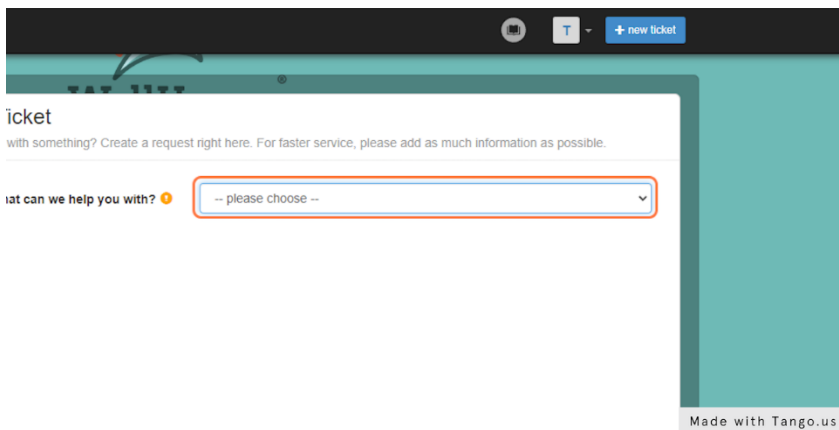 T
+ new ticket
®
icket
with something? Create a request right here. For faster service, please add as much information as possible.
at can we help you with?
-- please choose --
Made with Tango.us